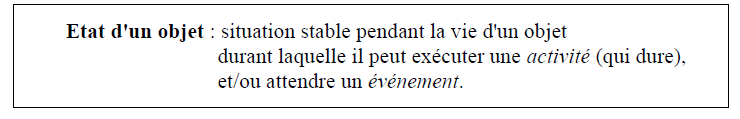 Etat d'un objet : situation stable pendant la vie d'un objet
durant laquelle il peut exécuter une activité (qui dure),
et/ou attendre un événement.